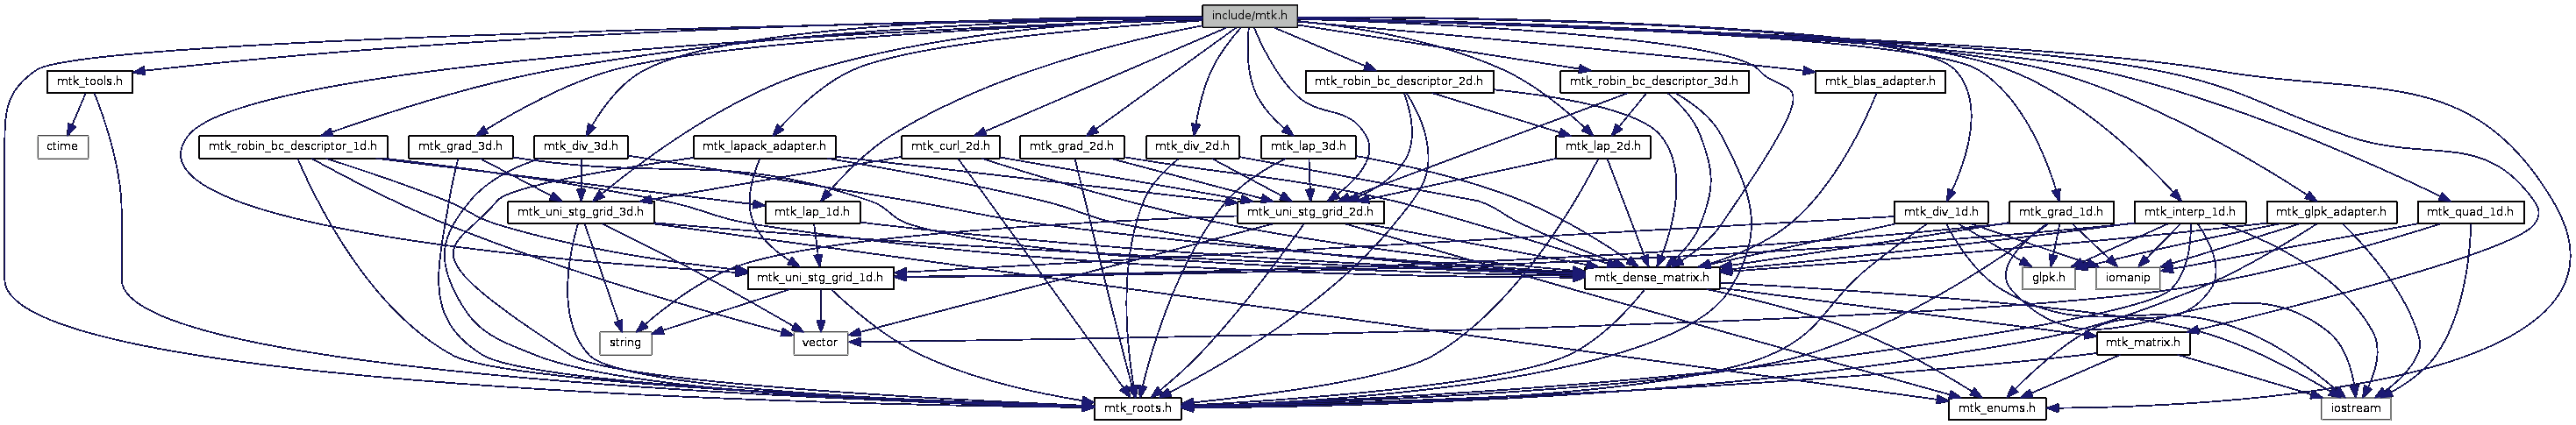 include/mtk.h
mtk_tools.h
mtk_robin_bc_descriptor_2d.h
mtk_robin_bc_descriptor_3d.h
mtk_blas_adapter.h
ctime
mtk_robin_bc_descriptor_1d.h
mtk_grad_3d.h
mtk_div_3d.h
mtk_lapack_adapter.h
mtk_curl_2d.h
mtk_grad_2d.h
mtk_div_2d.h
mtk_lap_3d.h
mtk_lap_2d.h
mtk_uni_stg_grid_3d.h
mtk_lap_1d.h
mtk_uni_stg_grid_2d.h
mtk_div_1d.h
mtk_grad_1d.h
mtk_interp_1d.h
mtk_glpk_adapter.h
mtk_quad_1d.h
mtk_uni_stg_grid_1d.h
mtk_dense_matrix.h
glpk.h
iomanip
string
vector
mtk_matrix.h
mtk_roots.h
mtk_enums.h
iostream